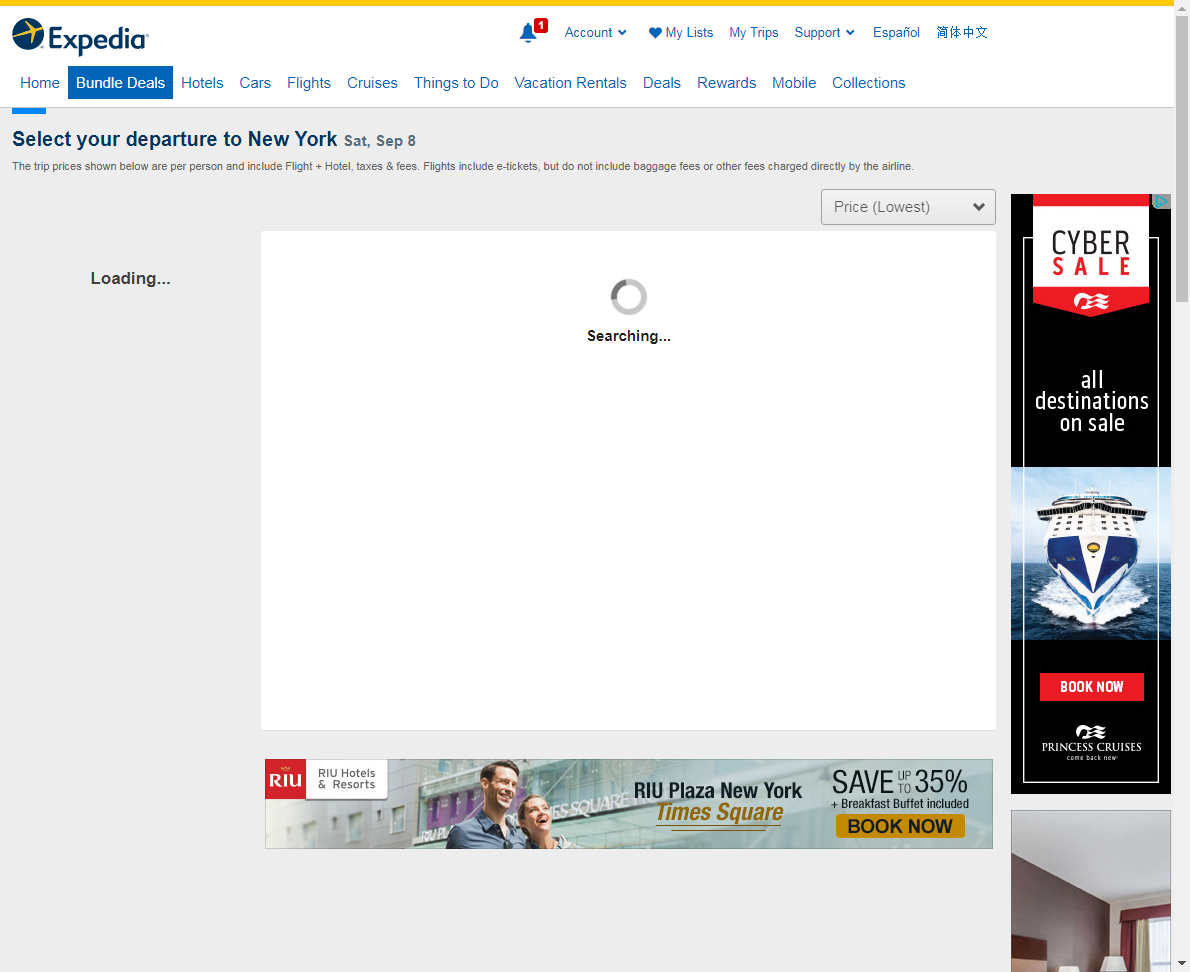 Expedia
1
Account
My Lists
My Trips
Support
Español
简体中文
Home
Bundle Deals
Hotels
Cars
Flights
Cruises
Things to Do
Vacation Rentals
Deals
Rewards
Mobile
Collections
Select your departure to New York Sat, Sep 8
The trip prices shown below are per person and include Flight + Hotel, taxes & fees. Flights include e-tickets, but do not include baggage fees or other fees charged directly by the airline.
Price (Lowest)
Loading...
Searching...
CYBER
SALE
all
destinations
on sale
BOOK NOW
PRINCESS CRUISES
come back new
RIU
RIU Hotels
& Resorts
RIU PLAZA
ESS SQUARE
RIU Plaza New York
Times Square
SAVE UP TO 35%
+ Breakfast Buffet included
BOOK NOW